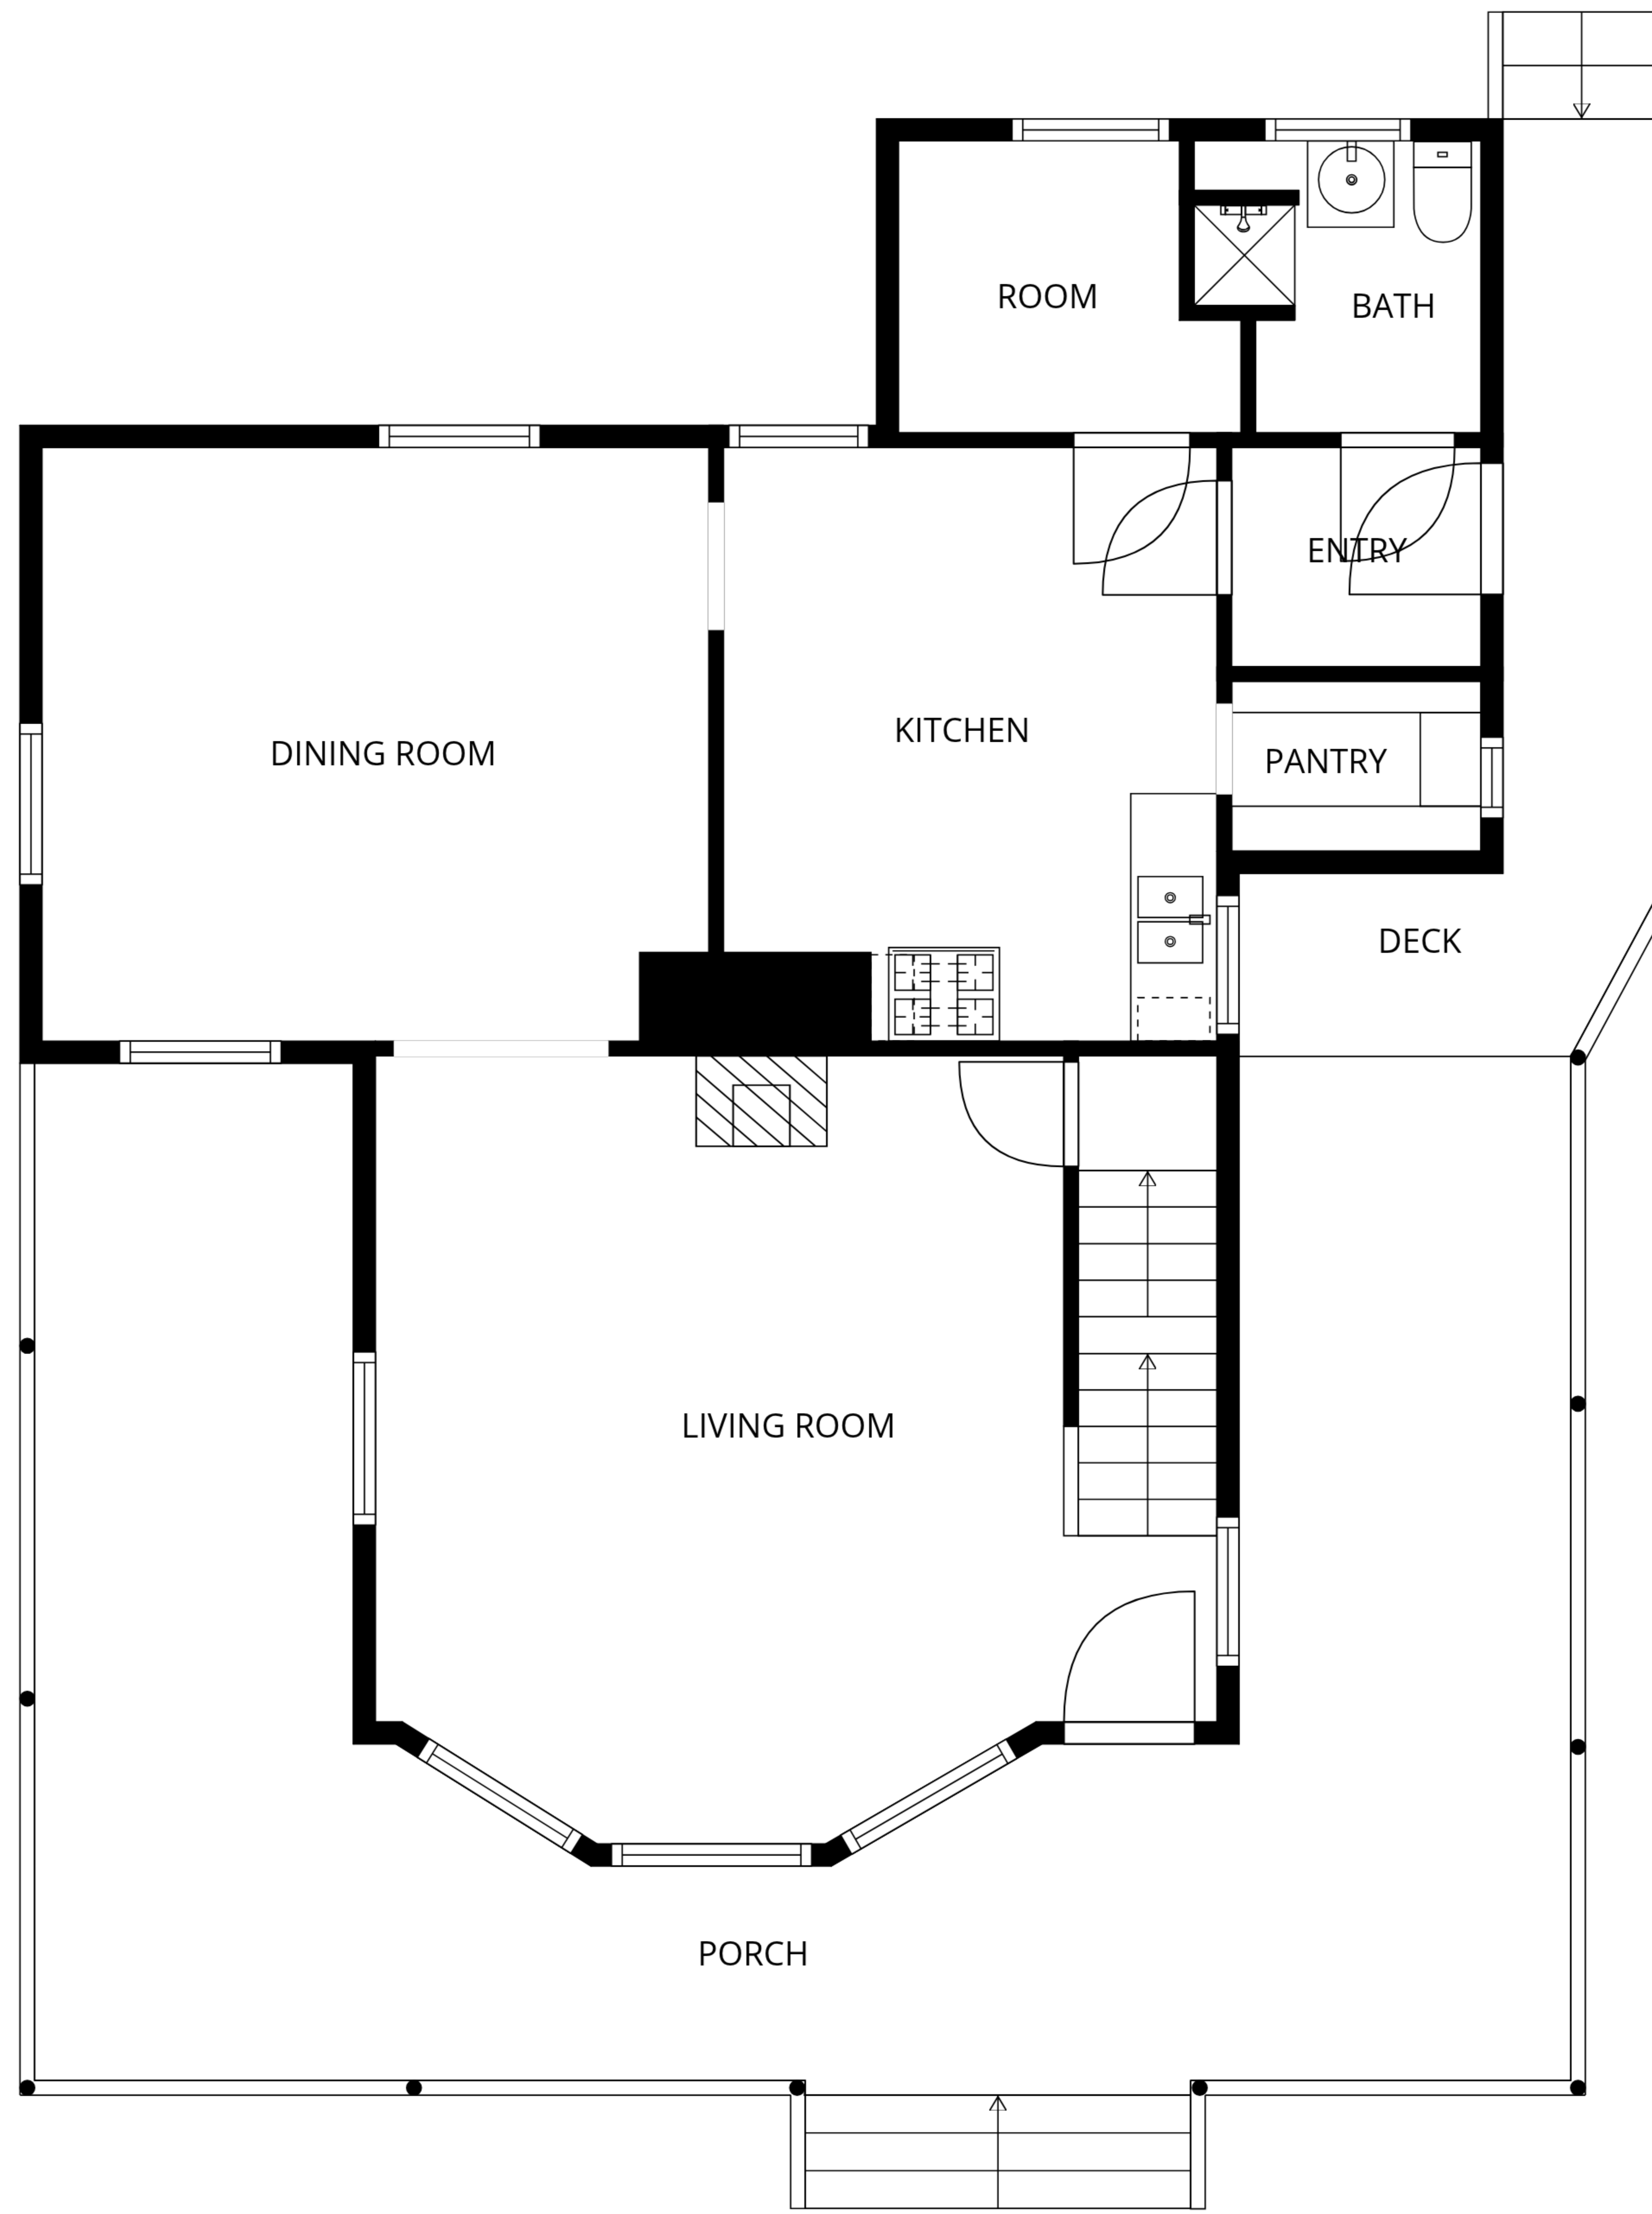 ROOM
BATH
ENTRY
DINING ROOM
KITCHEN
PANTRY
DECK
LIVING ROOM
PORCH